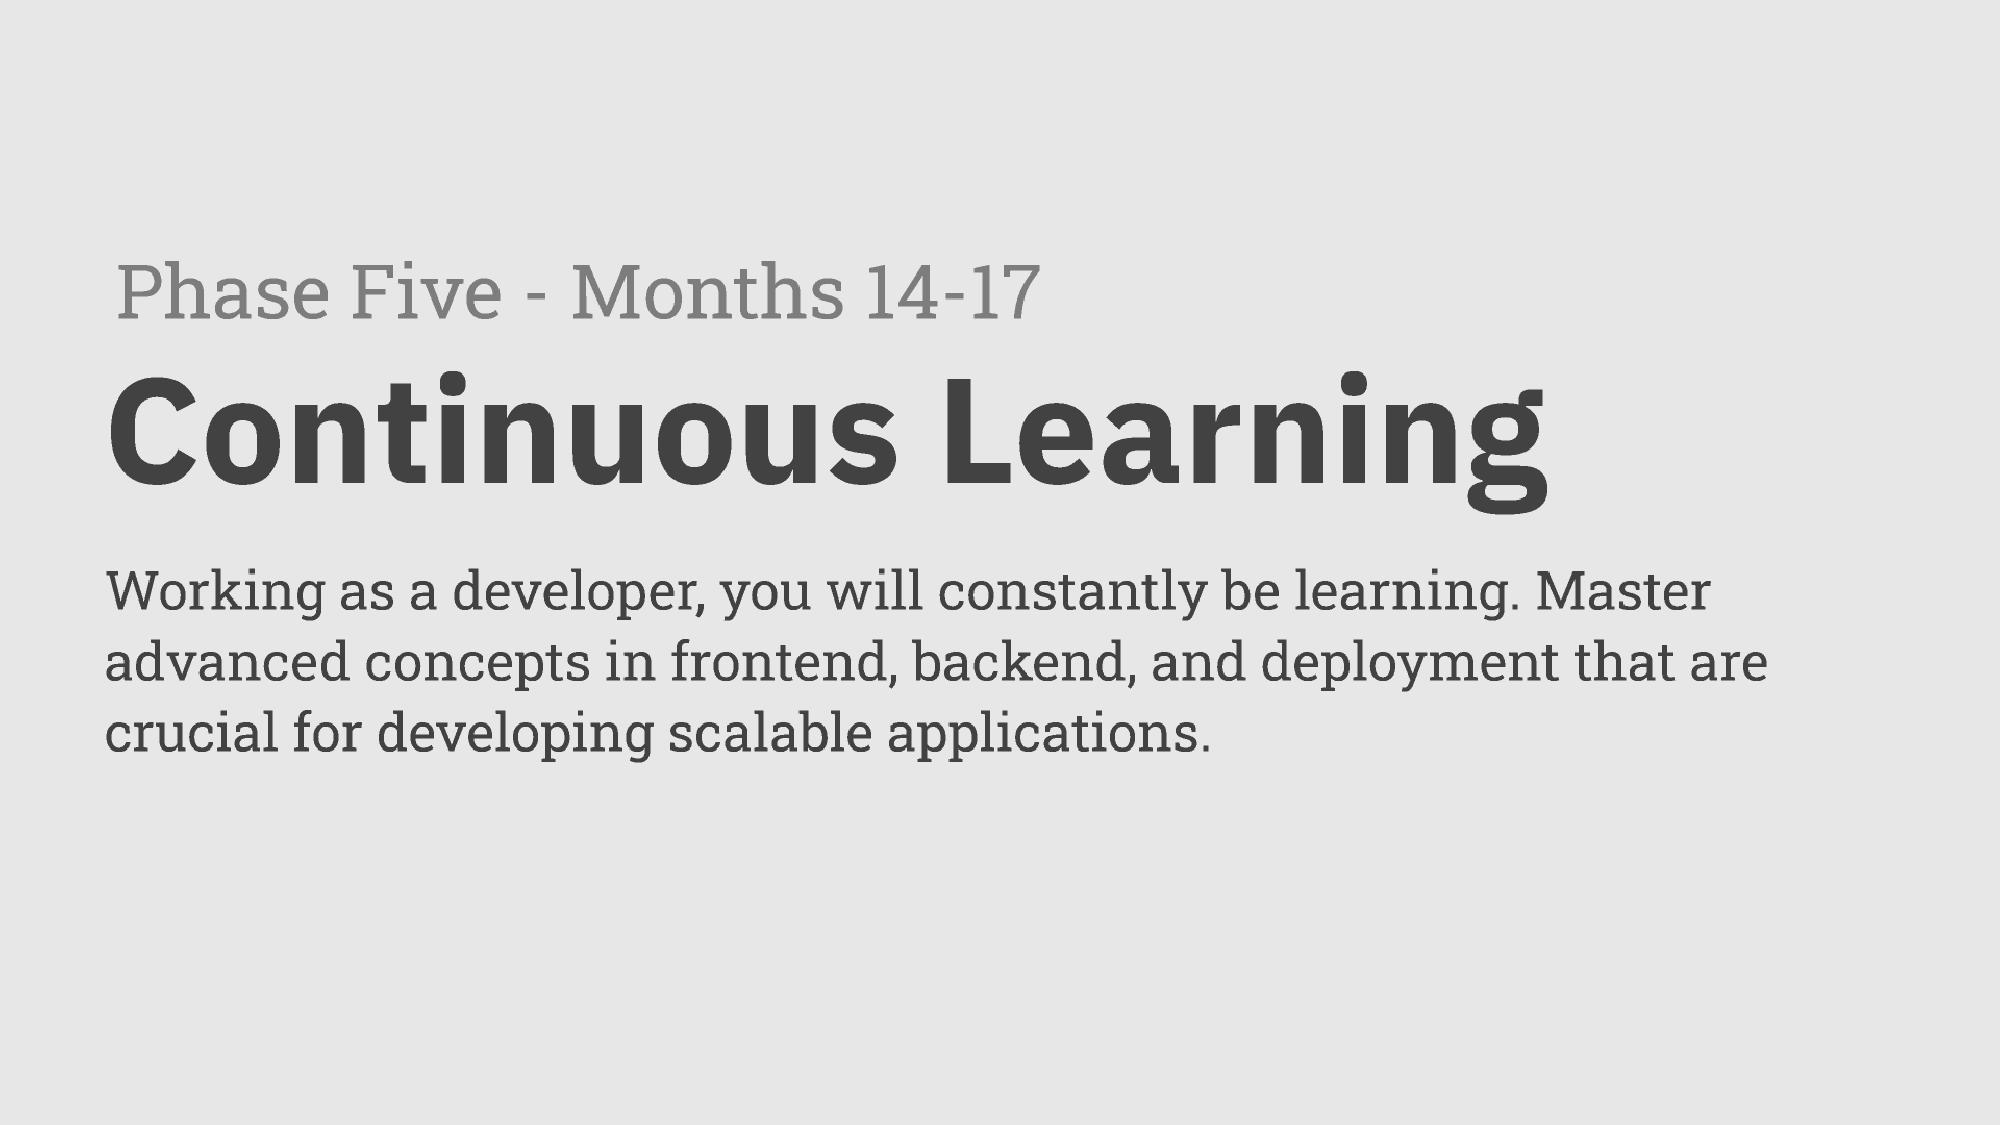 Phase Five - Months 14-17
Continuous Learning
Working as a developer, you will constantly be learning. Master
advanced concepts in frontend, backend, and deployment that are
crucial for developing scalable applications.